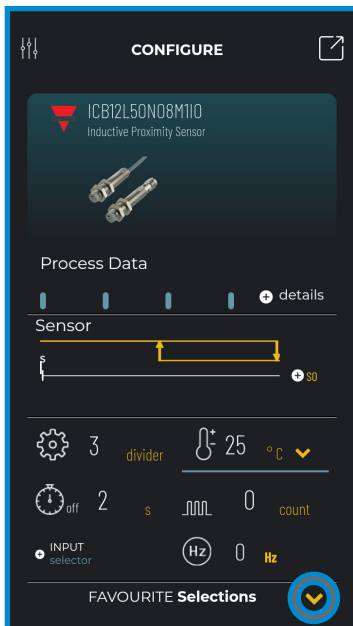 CONFIGURE
ICB12L50N08M1IO
Inductive Proximity Sensor
Process Data
+ details
Sensor
s
+ SO
3 divider
25 °C
off 2 s
0 count
+ INPUT
selector
Hz 0 Hz
FAVOURITE Selections